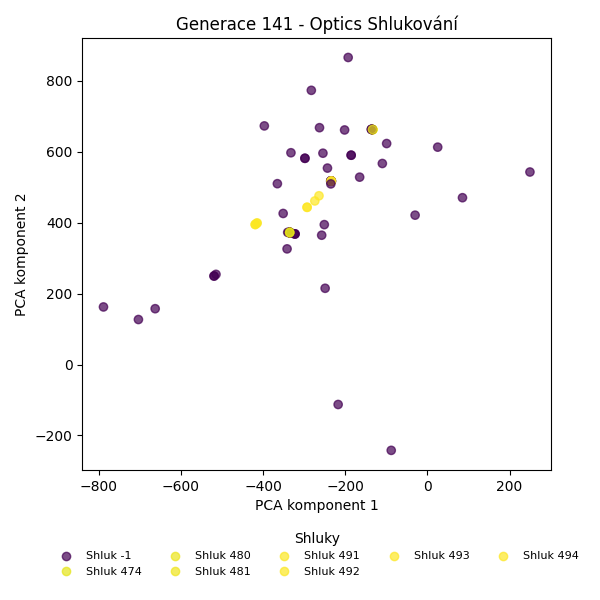 Generace 141 - Optics Shlukování
PCA komponent 2
800
600
400
200
0
−200
−800
−600
−400
−200
0
200
PCA komponent 1
Shluky
Shluk -1
Shluk 480
Shluk 491
Shluk 493
Shluk 494
Shluk 474
Shluk 481
Shluk 492